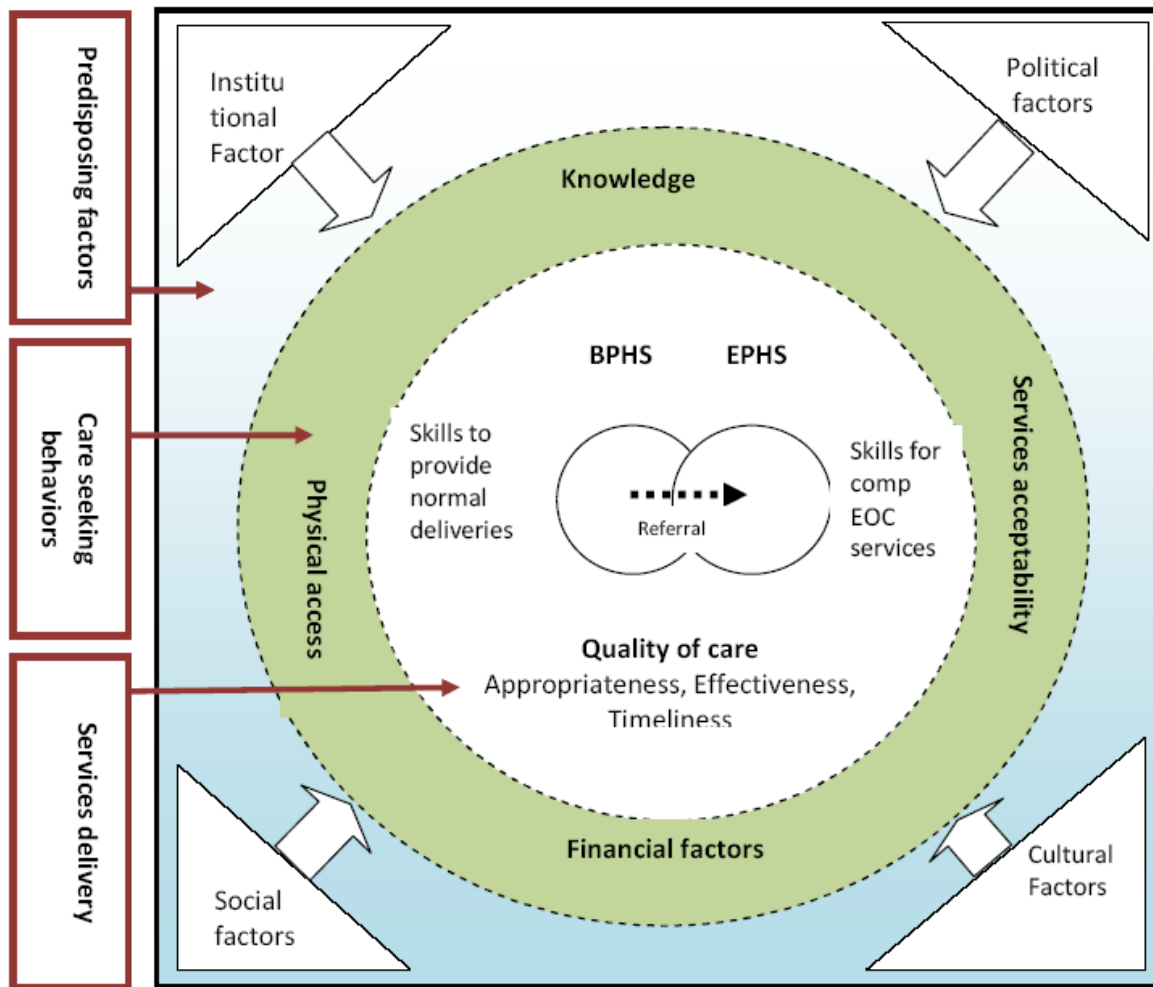 Predisposing factors
Care seeking
behaviors
Services delivery
Institu
tional
Factor
Political
factors
Knowledge
BPHS
EPHS
Skills to
provide
normal
deliveries
Referral
Skills for
comp
EOC
services
Physical access
Services acceptability
Quality of care
Appropriateness, Effectiveness,
Timeliness
Financial factors
Social
factors
Cultural
Factors